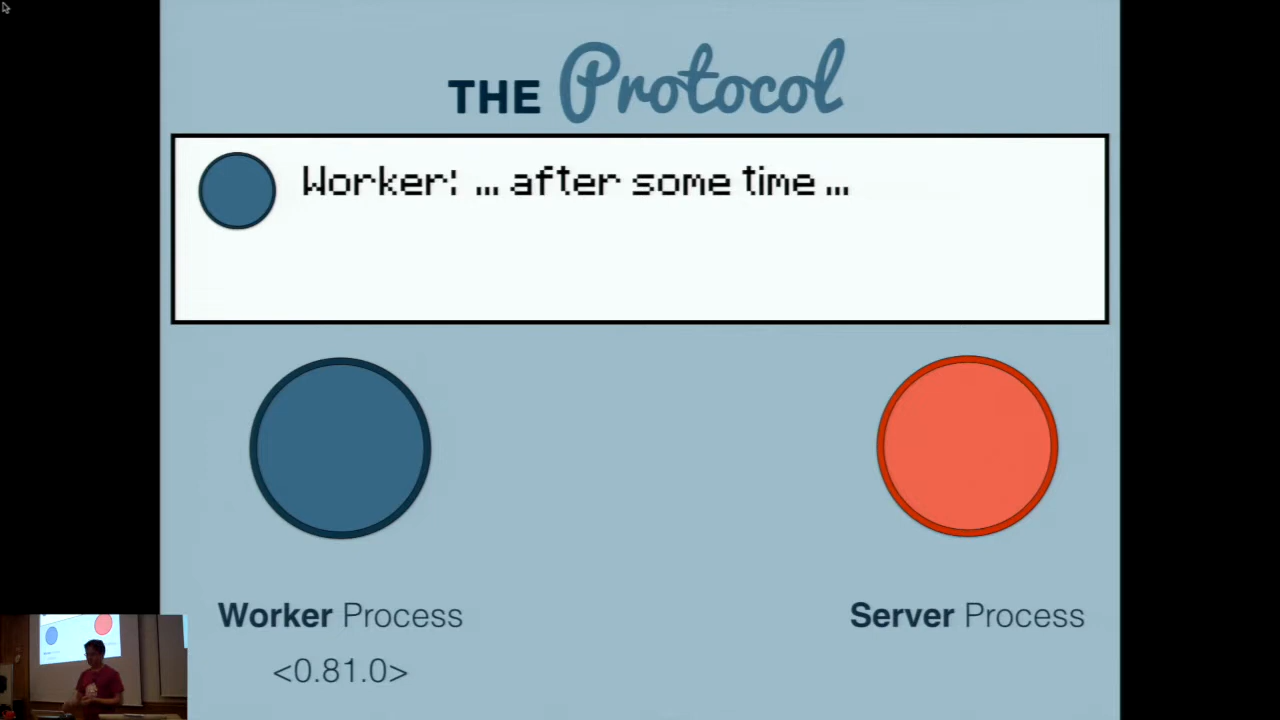 THE Protocol
Worker: ... after some time ...
Worker Process
Server Process
<0.81.0>